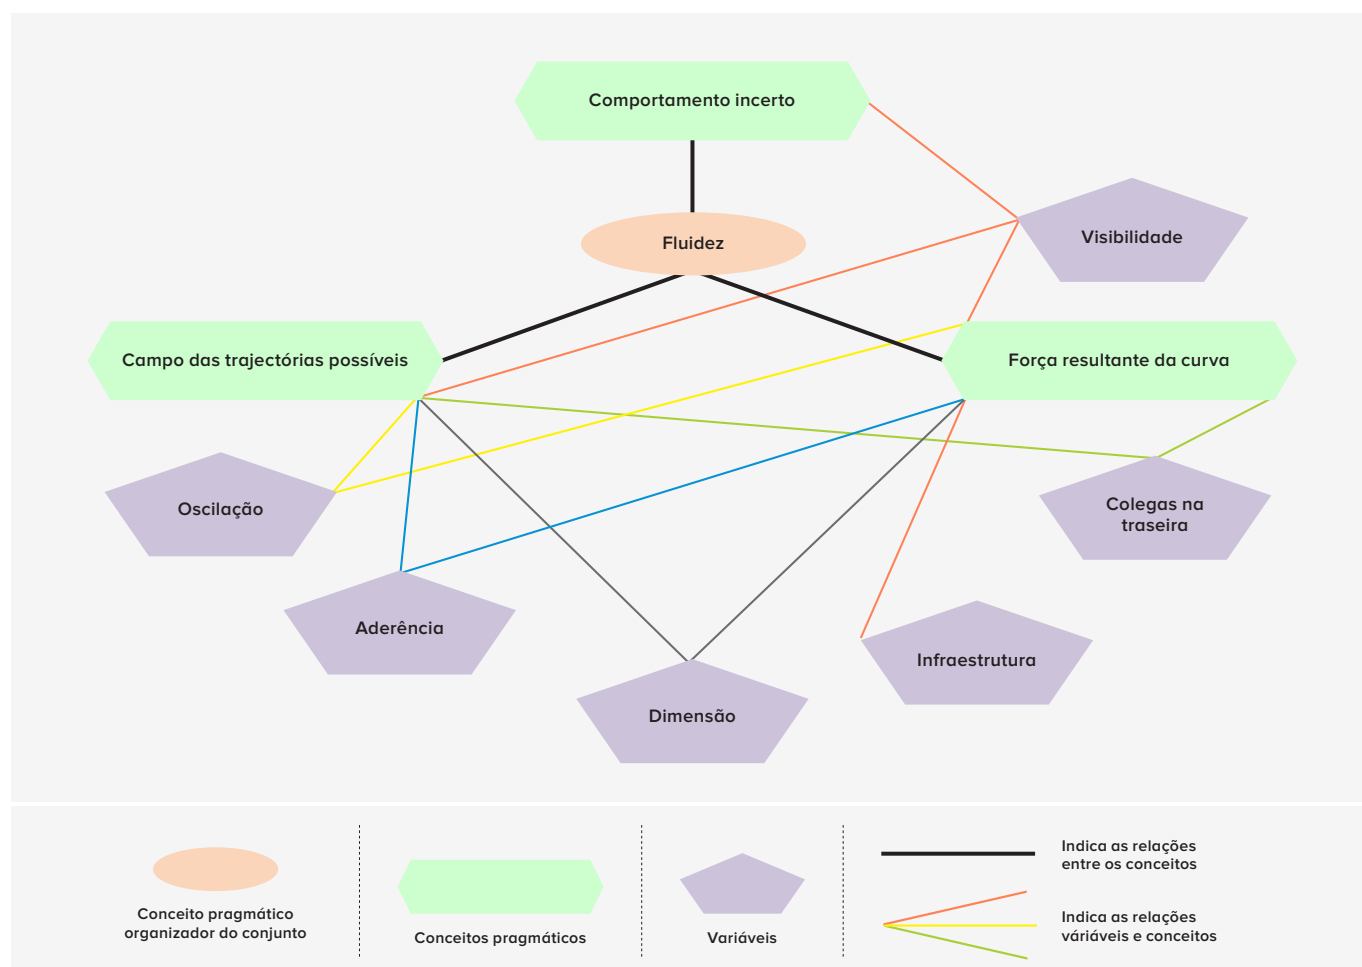 Comportamento incerto
Fluidez
Visibilidade
Campo das trajectórias possíveis
Força resultante da curva
Oscilação
Colegas na
traseira
Aderência
Infraestrutura
Dimensão
Conceito pragmático
organizador do conjunto
Conceitos pragmáticos
Variáveis
Indica as relações
entre os conceitos
Indica as relações
váriáveis e conceitos